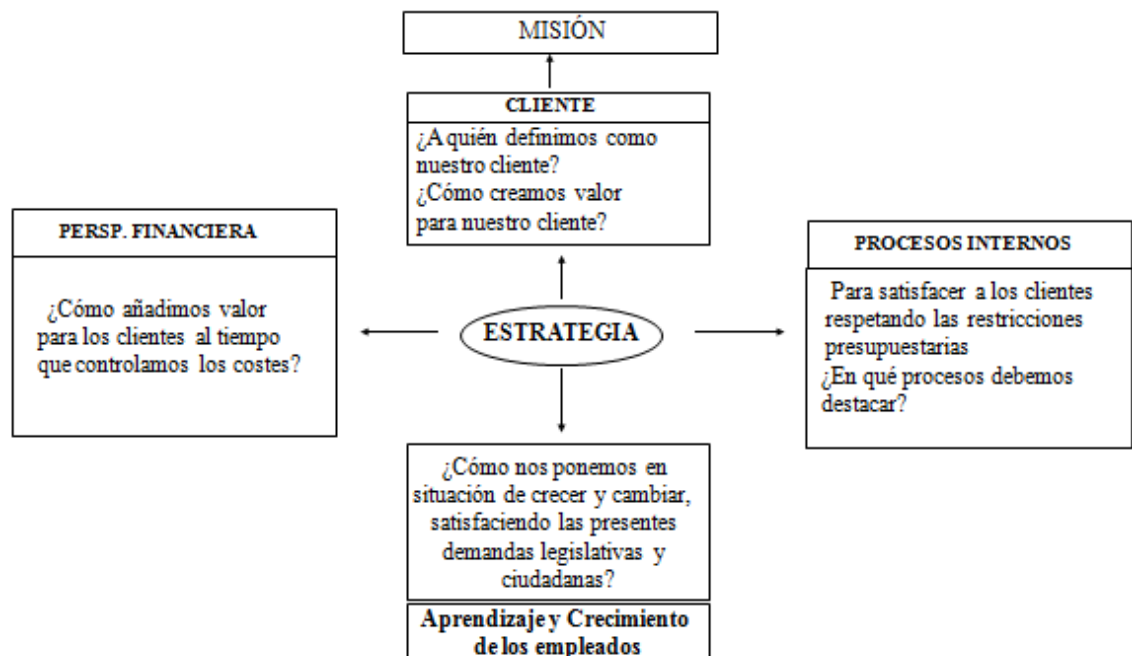 MISIÓN
CLIENTE
¿A quién definimos como
nuestro cliente?
¿Cómo creamos valor
para nuestro cliente?
PERSP. FINANCIERA
¿Cómo añadimos valor
para los clientes al tiempo
que controlamos los costes?
ESTRATEGIA
PROCESOS INTERNOS
Para satisfacer a los clientes
respetando las restricciones
presupuestarias
¿En qué procesos debemos
destacar?
¿Cómo nos ponemos en
situación de crecer y cambiar,
satisfaciendo las presentes
demandas legislativas y
ciudadanas?
Aprendizaje y Crecimiento
de los empleados